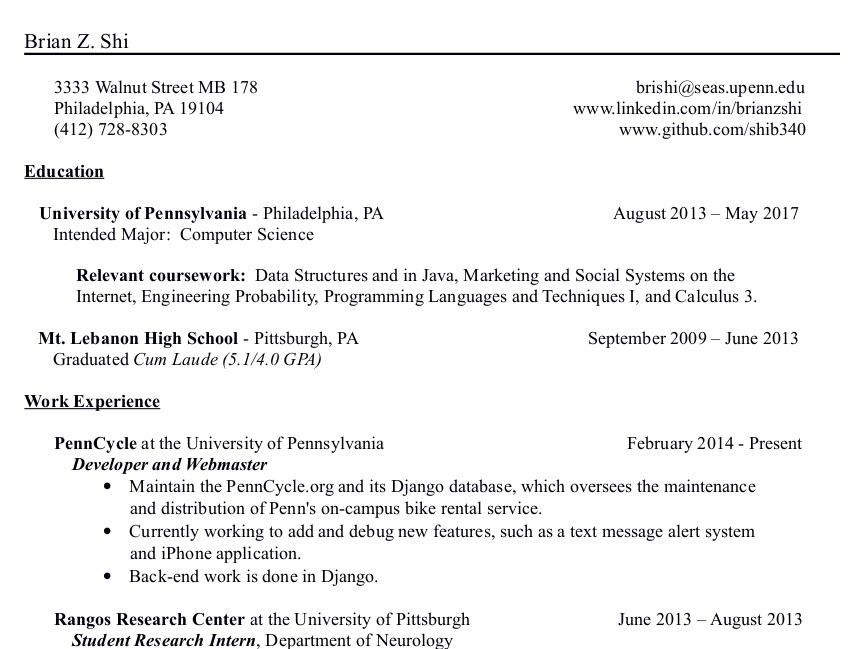 Brian Z. Shi
3333 Walnut Street MB 178 brishi@seas.upenn.edu
Philadelphia, PA 19104 www.linkedin.com/in/brianzshi
(412) 728-8303 www.github.com/shib340
Education
University of Pennsylvania - Philadelphia, PA August 2013 – May 2017
Intended Major: Computer Science
Relevant coursework: Data Structures and in Java, Marketing and Social Systems on the
Internet, Engineering Probability, Programming Languages and Techniques I, and Calculus 3.
Mt. Lebanon High School - Pittsburgh, PA September 2009 – June 2013
Graduated Cum Laude (5.1/4.0 GPA)
Work Experience
PennCycle at the University of Pennsylvania February 2014 - Present
Developer and Webmaster
• Maintain the PennCycle.org and its Django database, which oversees the maintenance
and distribution of Penn's on-campus bike rental service.
• Currently working to add and debug new features, such as a text message alert system
and iPhone application.
• Back-end work is done in Django.
Rangos Research Center at the University of Pittsburgh June 2013 – August 2013
Student Research Intern, Department of Neurology